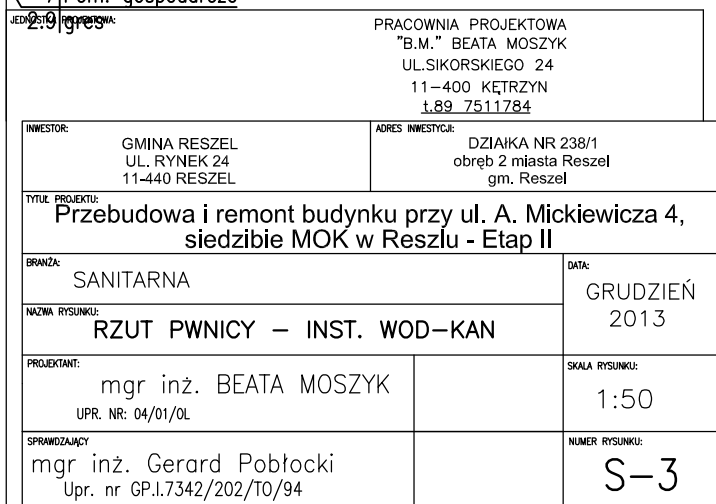 JEDNOSTKA PROJEKTOWA:
2.9 gres
PRACOWNIA PROJEKTOWA
"B.M." BEATA MOSZYK
UL.SIKORSKIEGO 24
11-400 KĘTRZYN
t.89 7511784
INWESTOR:
GMINA RESZEL
UL. RYNEK 24
11-440 RESZEL
ADRES INWESTYCJI:
DZIAŁKA NR 238/1
obręb 2 miasta Reszel
gm. Reszel
TYTUŁ PROJEKTU:
Przebudowa i remont budynku przy ul. A. Mickiewicza 4,
siedzibie MOK w Reszlu - Etap II
BRANŻA:
SANITARNA
DATA:
GRUDZIEŃ
2013
NAZWA RYSUNKU:
RZUT PWNICY - INST. WOD-KAN
PROJEKTANT:
mgr inż. BEATA MOSZYK
UPR. NR: 04/01/OL
SKALA RYSUNKU:
1:50
SPRAWDZAJĄCY
mgr inż. Gerard Pobłocki
Upr. nr GP.I.7342/202/TO/94
NUMER RYSUNKU:
S-3